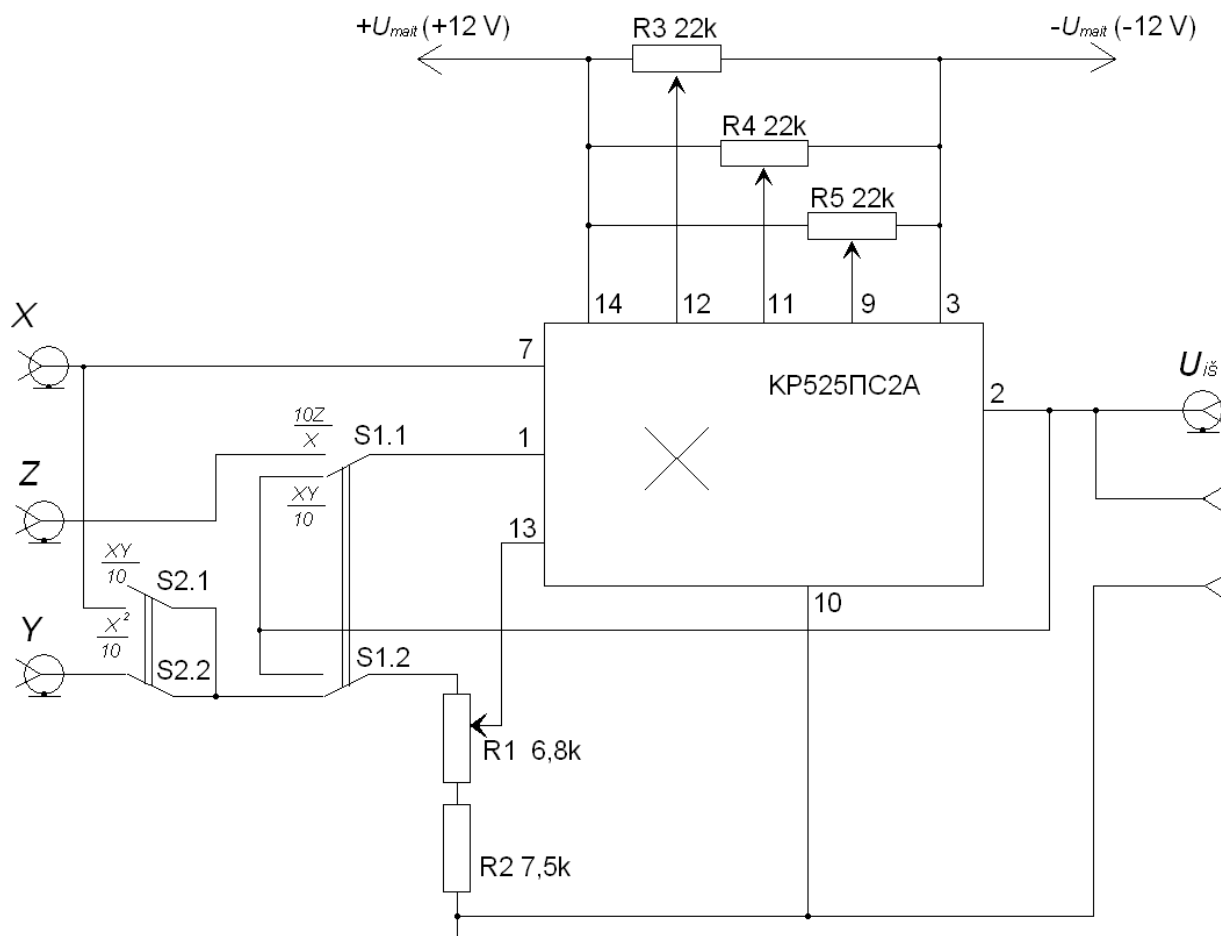 +Umait (+12 V)
R3 22k
-Umait (-12 V)
R4 22k
R5 22k
14
12
11
9
3
X
7
KP525ПC2A
Uiš
2
10Z
X
S1.1
1
Z
XY
10
13
XY
10
S2.1
10
Y
X²
10
S2.2
S1.2
R1 6,8k
R2 7,5k